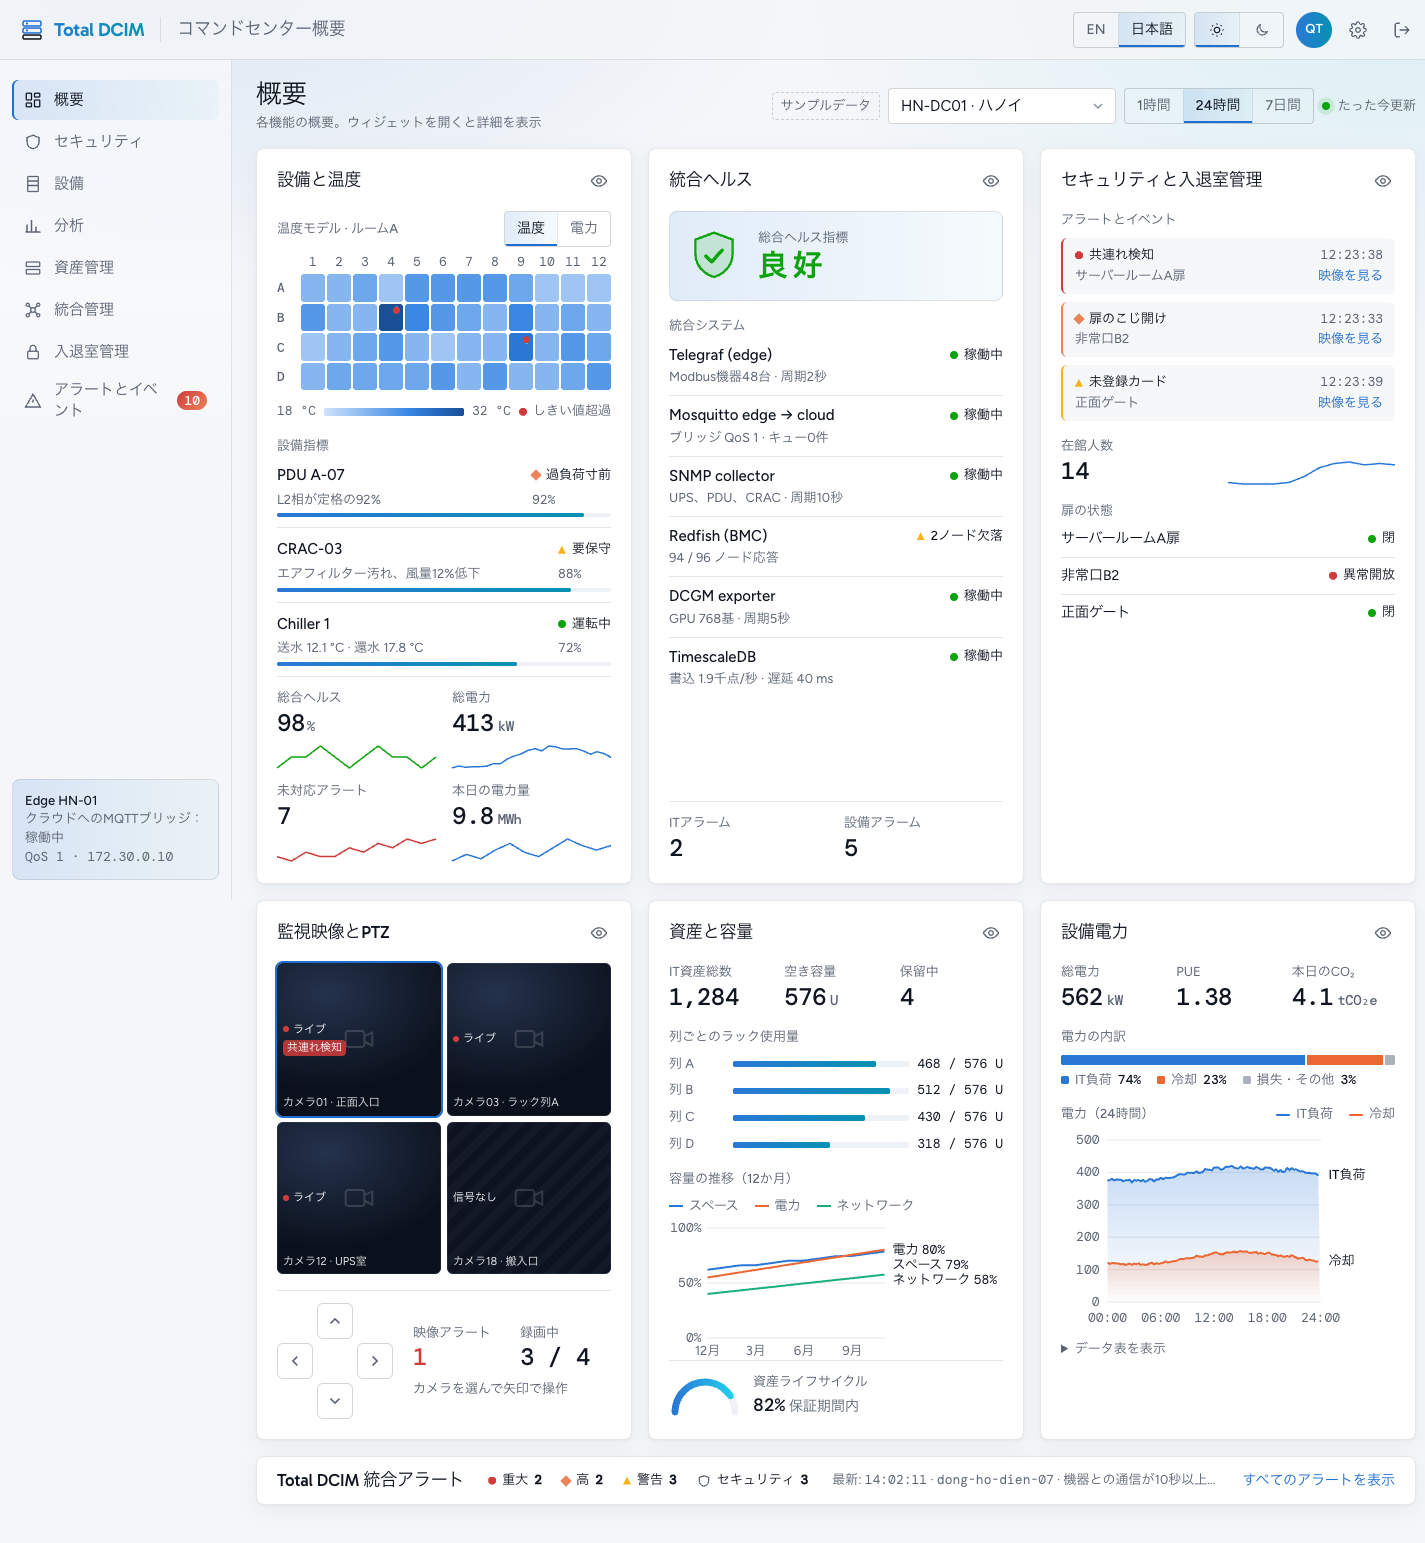 Total DCIM
コマンドセンター概要
EN
日本語
QT
概要
セキュリティ
設備
分析
資産管理
統合管理
入退室管理
アラートとイベ
ント
10
Edge HN-01
クラウドへのMQTTブリッジ：
稼働中
QoS 1 · 172.30.0.10
概要
各機能の概要。ウィジェットを開くと詳細を表示
サンプルデータ
HN-DC01 · ハノイ
1時間
24時間
7日間
たった今更新
設備と温度
温度モデル · ルームA
温度
電力
1 2 3 4 5 6 7 8 9 10 11 12
A
B
C
D
18 °C
32 °C
しきい値超過
設備指標
PDU A-07
過負荷寸前
L2相が定格の92%
92%
CRAC-03
要保守
エアフィルター汚れ、風量12%低下
88%
Chiller 1
運転中
送水 12.1 °C · 還水 17.8 °C
72%
総合ヘルス
98%
総電力
413 kW
未対応アラート
7
本日の電力量
9.8 MWh
統合ヘルス
総合ヘルス指標
良好
統合システム
Telegraf (edge)
稼働中
Modbus機器48台 · 周期2秒
Mosquitto edge → cloud
稼働中
ブリッジ QoS 1 · キュー0件
SNMP collector
稼働中
UPS、PDU、CRAC · 周期10秒
Redfish (BMC)
2ノード欠落
94 / 96 ノード応答
DCGM exporter
稼働中
GPU 768基 · 周期5秒
TimescaleDB
稼働中
書込 1.9千点/秒 · 遅延 40 ms
ITアラーム
2
設備アラーム
5
セキュリティと入退室管理
アラートとイベント
共連れ検知
12:23:38
サーバールームA扉
映像を見る
扉のこじ開け
12:23:33
非常口B2
映像を見る
未登録カード
12:23:39
正面ゲート
映像を見る
在館人数
14
扉の状態
サーバールームA扉
閉
非常口B2
異常開放
正面ゲート
閉
監視映像とPTZ
ライブ
共連れ検知
カメラ01 · 正面入口
ライブ
カメラ03 · ラック列A
ライブ
カメラ12 · UPS室
信号なし
カメラ18 · 搬入口
映像アラート
1
録画中
3 / 4
カメラを選んで矢印で操作
資産と容量
IT資産総数
1,284
空き容量
576 U
保留中
4
列ごとのラック使用量
列 A
468 / 576 U
列 B
512 / 576 U
列 C
430 / 576 U
列 D
318 / 576 U
容量の推移（12か月）
スペース
電力
ネットワーク
100%
50%
0%
電力 80%
スペース 79%
ネットワーク 58%
12月 3月 6月 9月
資産ライフサイクル
82% 保証期間内
設備電力
総電力
562 kW
PUE
1.38
本日のCO₂
4.1 tCO₂e
電力の内訳
IT負荷 74%
冷却 23%
損失・その他 3%
電力（24時間）
IT負荷
冷却
500
400
300
200
100
0
IT負荷
冷却
00:00 06:00 12:00 18:00 24:00
データ表を表示
Total DCIM 統合アラート
重大 2
高 2
警告 3
セキュリティ 3
最新: 14:02:11 · dong-ho-dien-07 · 機器との通信が10秒以上…
すべてのアラートを表示